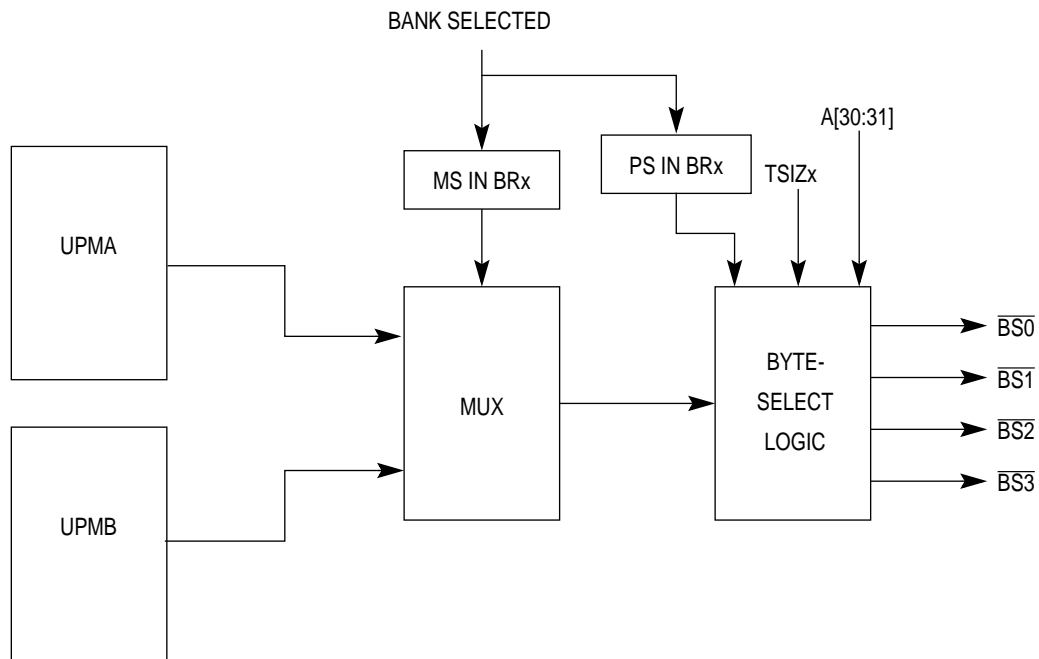 BANK SELECTED
A[30:31]
MS IN BRx
PS IN BRx
TSIZx
UPMA
MUX
BYTE-
SELECT
LOGIC
BS0
BS1
BS2
BS3
UPMB